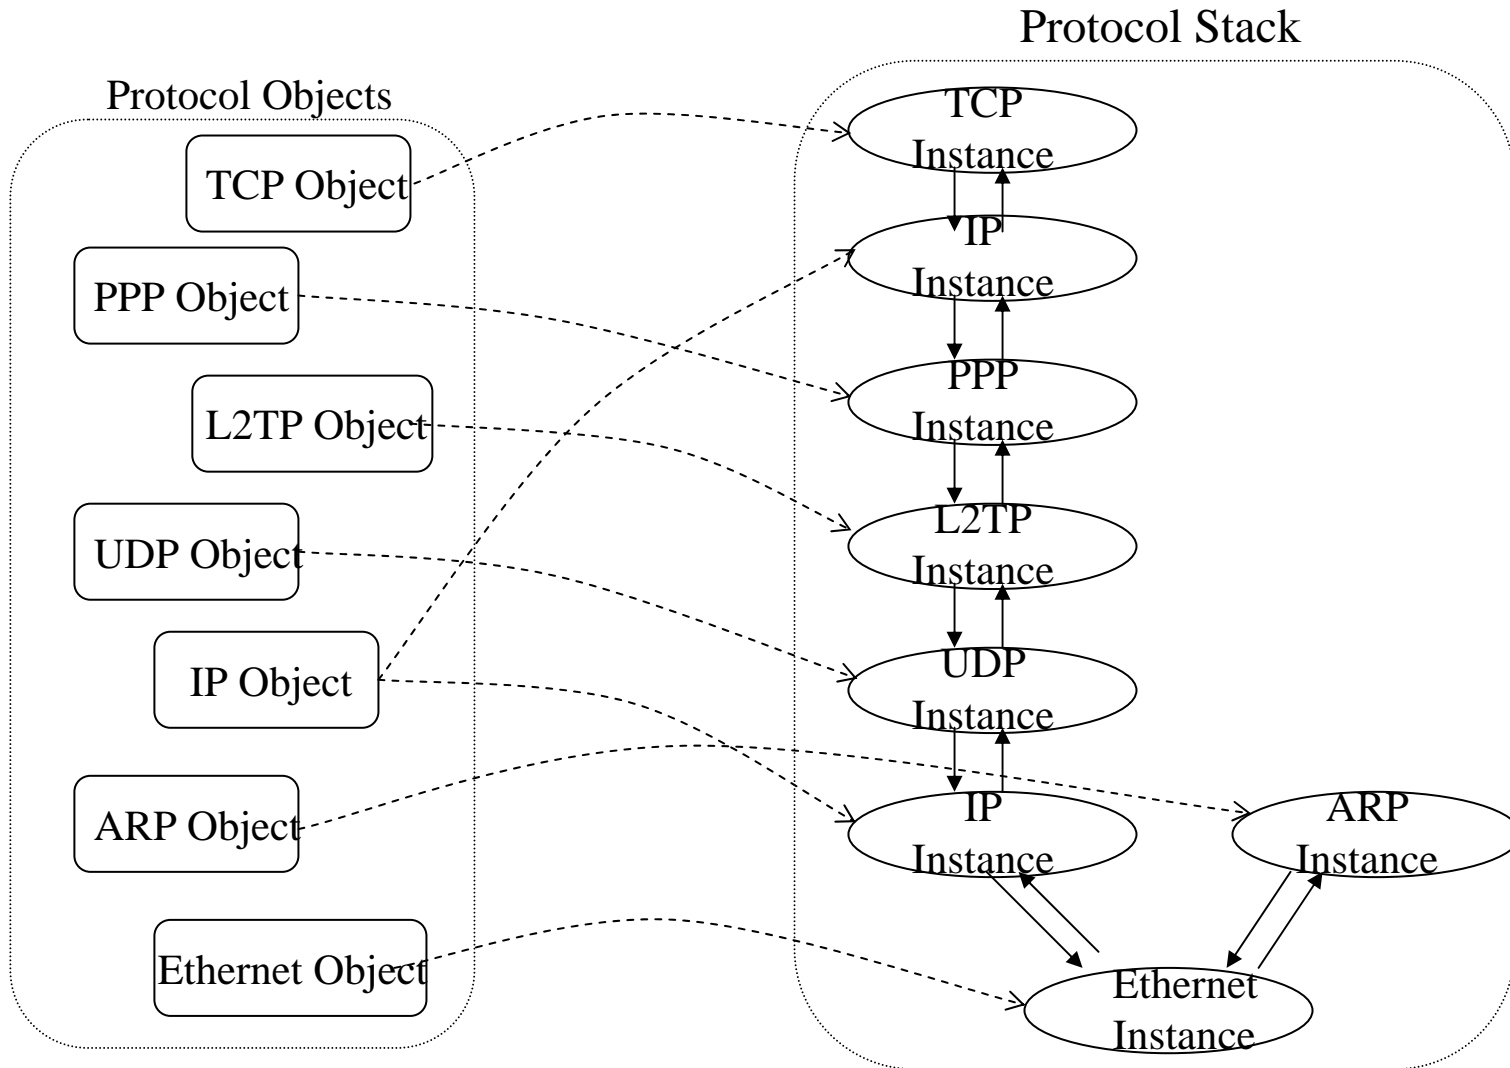 Protocol Stack
Protocol Objects
TCP Object
PPP Object
L2TP Object
UDP Object
IP Object
ARP Object
Ethernet Object
TCP
Instance
IP
Instance
PPP
Instance
L2TP
Instance
UDP
Instance
IP
Instance
ARP
Instance
Ethernet
Instance